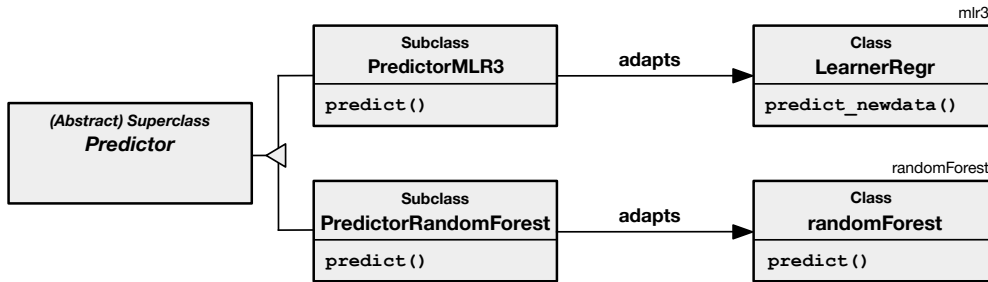 mlr3
Subclass
PredictorMLR3
predict()
adapts
Class
LearnerRegr
predict_newdata()
(Abstract) Superclass
Predictor
randomForest
Subclass
PredictorRandomForest
predict()
adapts
Class
randomForest
predict()